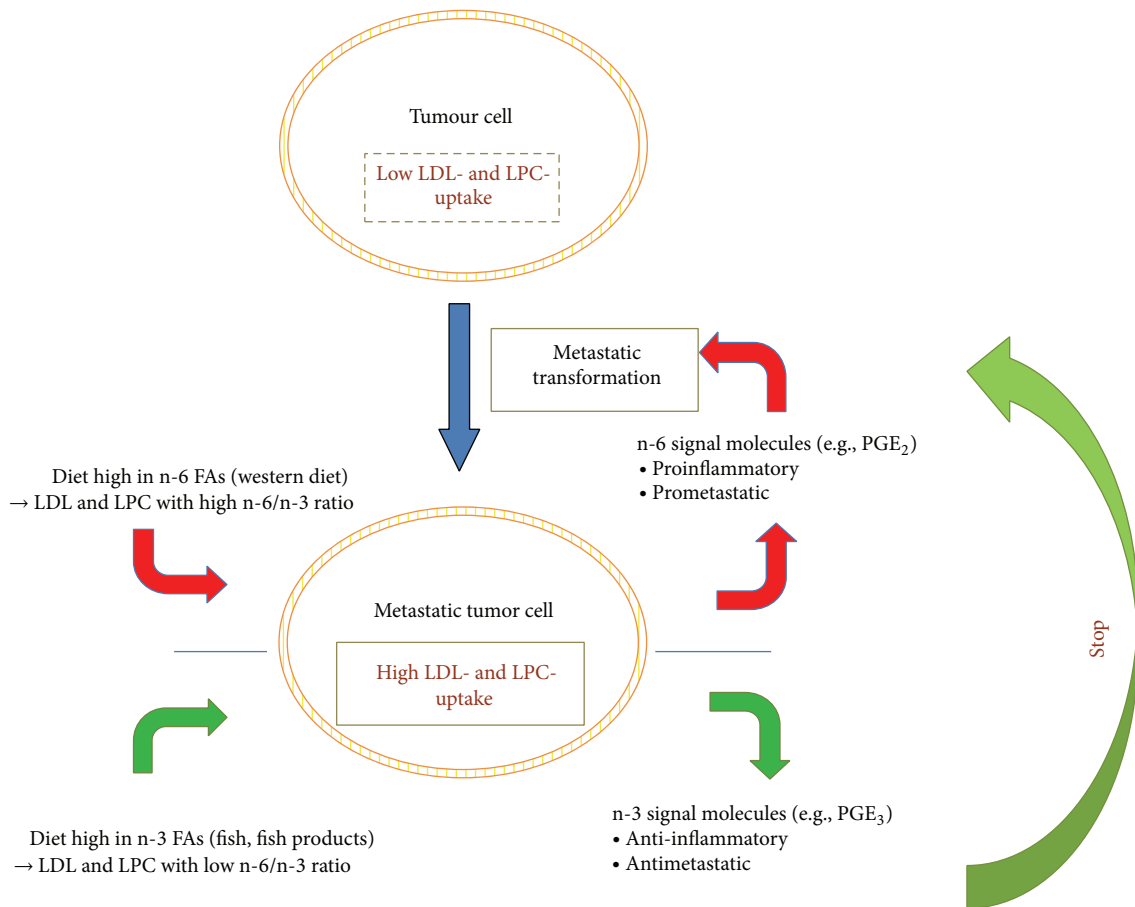 Tumour cell
Low LDL- and LPC-
uptake
Metastatic
transformation
n-6 signal molecules (e.g., PGE₂)
• Proinflammatory
• Prometastatic
Diet high in n-6 FAs (western diet)
→ LDL and LPC with high n-6/n-3 ratio
Metastatic tumor cell
High LDL- and LPC-
uptake
Stop
Diet high in n-3 FAs (fish, fish products)
→ LDL and LPC with low n-6/n-3 ratio
n-3 signal molecules (e.g., PGE₃)
• Anti-inflammatory
• Antimetastatic